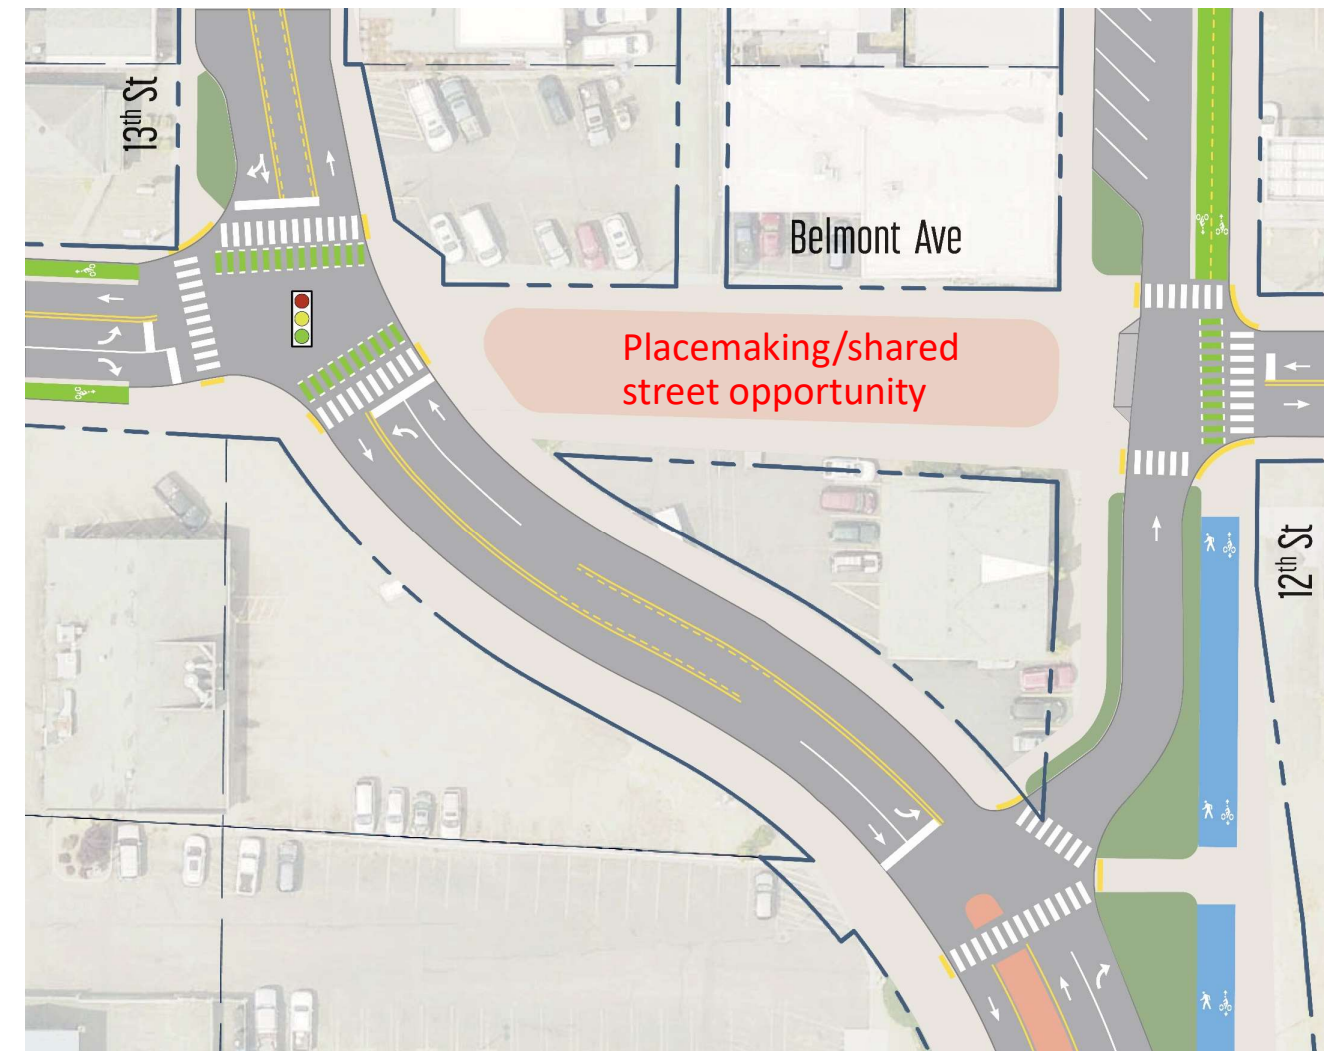 13th St
Belmont Ave
Placemaking/shared
street opportunity
12th St